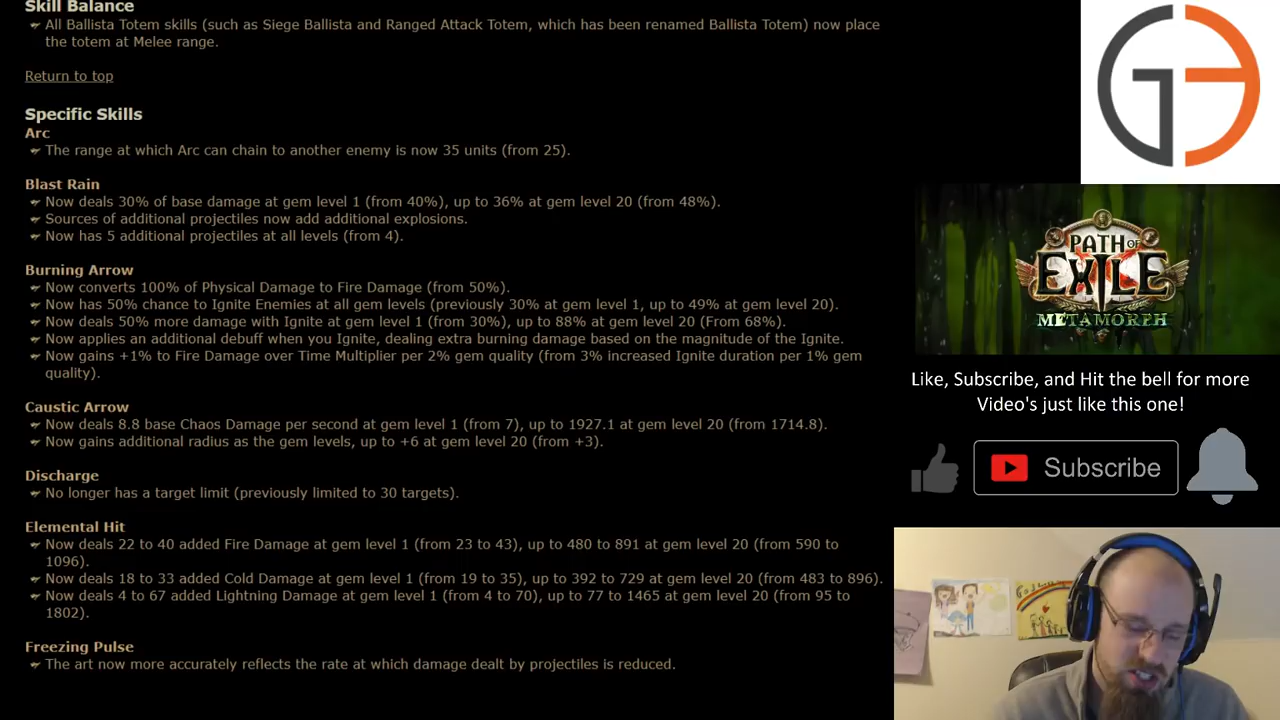 Skill Balance
All Ballista Totem skills (such as Siege Ballista and Ranged Attack Totem, which has been renamed Ballista Totem) now place
the totem at Melee range.
Return to top
Specific Skills
Arc
The range at which Arc can chain to another enemy is now 35 units (from 25).
Blast Rain
Now deals 30% of base damage at gem level 1 (from 40%), up to 36% at gem level 20 (from 48%).
Sources of additional projectiles now add additional explosions.
Now has 5 additional projectiles at all levels (from 4).
Burning Arrow
Now converts 100% of Physical Damage to Fire Damage (from 50%).
Now has 50% chance to Ignite Enemies at all gem levels (previously 30% at gem level 1, up to 49% at gem level 20).
Now deals 50% more damage with Ignite at gem level 1 (from 30%), up to 88% at gem level 20 (From 68%).
Now applies an additional debuff when you Ignite, dealing extra burning damage based on the magnitude of the Ignite.
Now gains +1% to Fire Damage over Time Multiplier per 2% gem quality (from 3% increased Ignite duration per 1% gem
quality).
Caustic Arrow
Now deals 8.8 base Chaos Damage per second at gem level 1 (from 7), up to 1927.1 at gem level 20 (from 1714.8).
Now gains additional radius as the gem levels, up to +6 at gem level 20 (from +3).
Discharge
No longer has a target limit (previously limited to 30 targets).
Elemental Hit
Now deals 22 to 40 added Fire Damage at gem level 1 (from 23 to 43), up to 480 to 891 at gem level 20 (from 590 to
1096).
Now deals 18 to 33 added Cold Damage at gem level 1 (from 19 to 35), up to 392 to 729 at gem level 20 (from 483 to 896).
Now deals 4 to 67 added Lightning Damage at gem level 1 (from 4 to 70), up to 77 to 1465 at gem level 20 (from 95 to
1802).
Freezing Pulse
The art now more accurately reflects the rate at which damage dealt by projectiles is reduced.
PATH OF
EXILE
METAMORPH
Like, Subscribe, and Hit the bell for more
Video's just like this one!
Subscribe